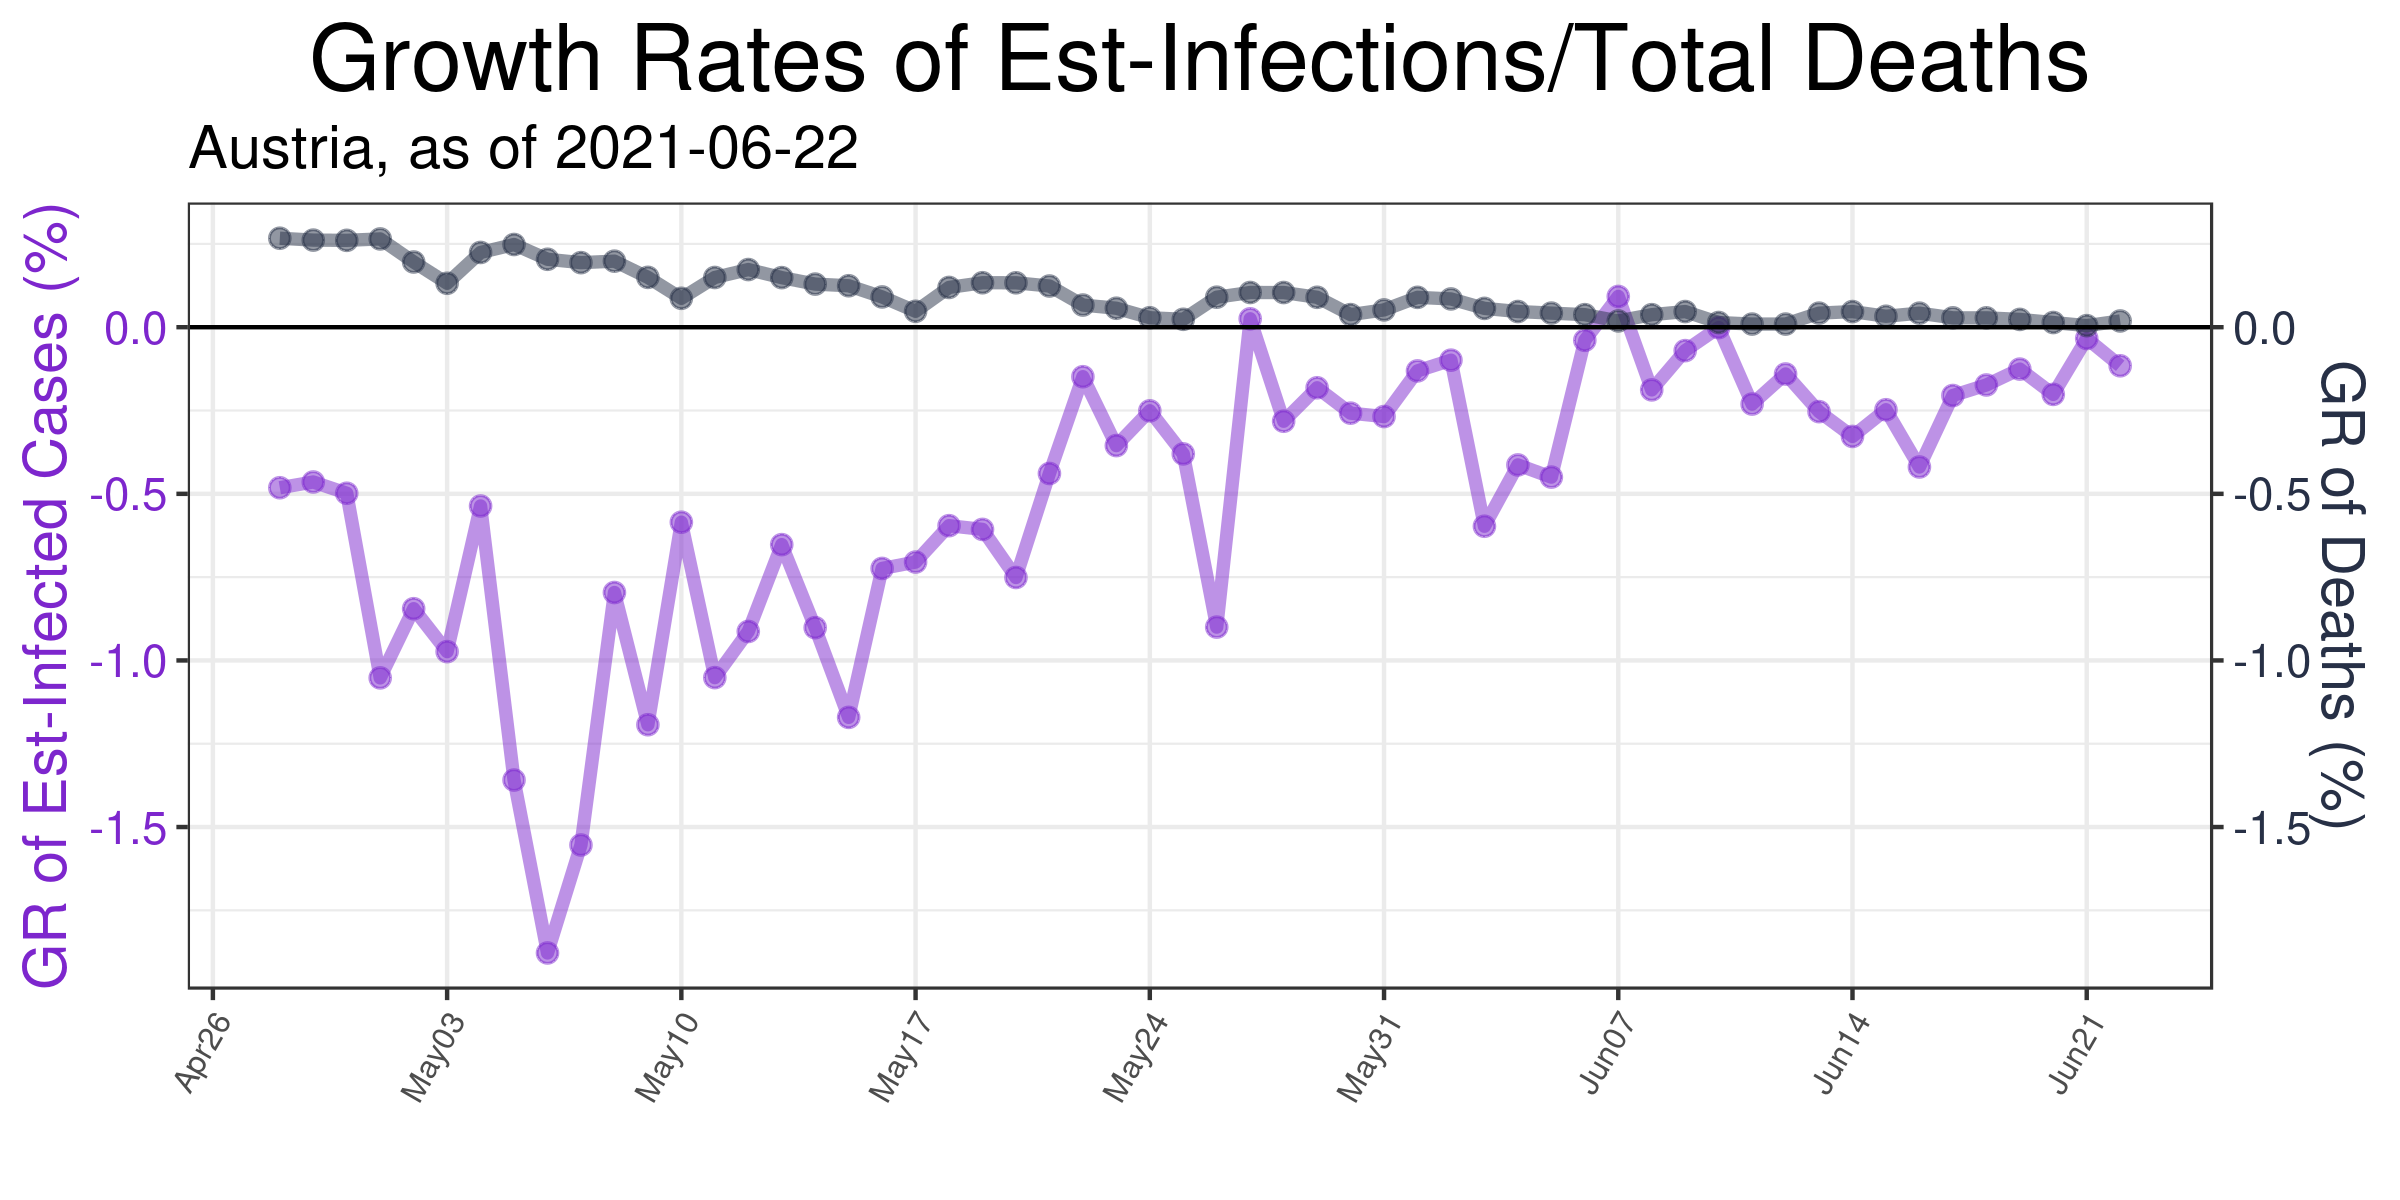 Growth Rates of Est-Infections/Total Deaths
Austria, as of 2021-06-22
GR of Est-Infected Cases (%)
0.0
-0.5
-1.0
-1.5
0.0
-0.5
-1.0
-1.5
GR of Deaths (%)
Apr26
May03
May10
May17
May24
May31
Jun07
Jun14
Jun21